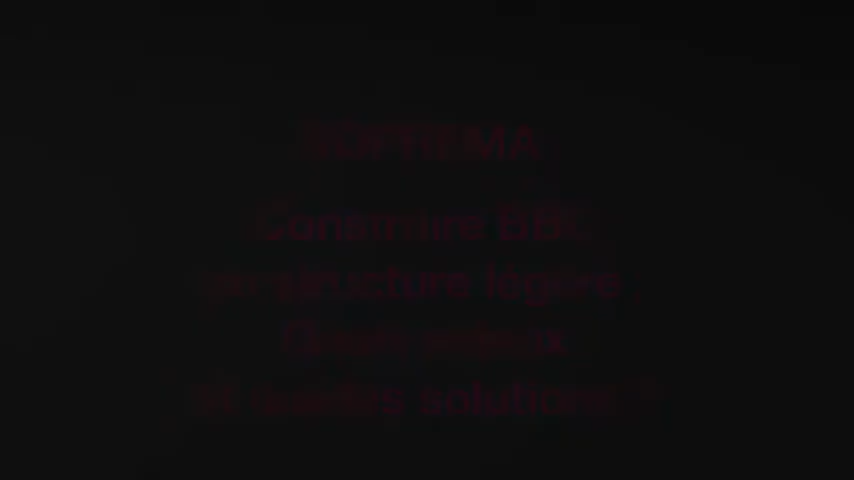 SOPREMA
Construire BBC
en structure légère :
Quels enjeux
et quelles solutions ?